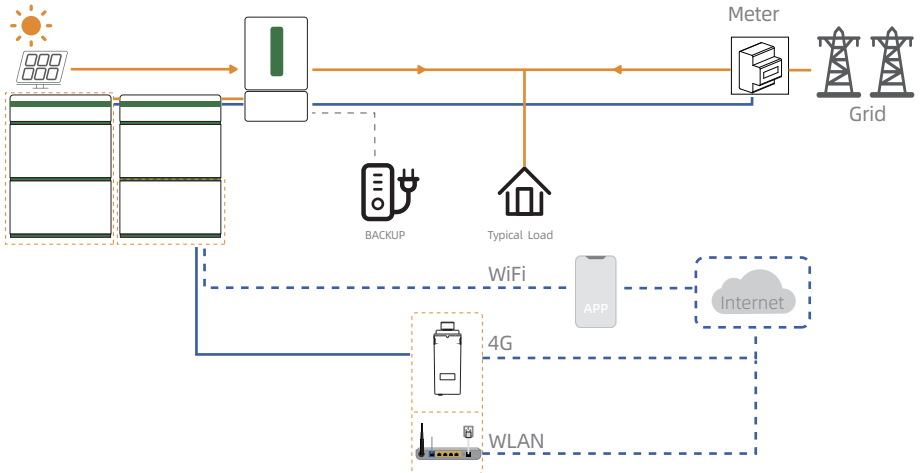 Meter
Grid
BACKUP
Typical Load
WiFi
APP
Internet
4G
WLAN